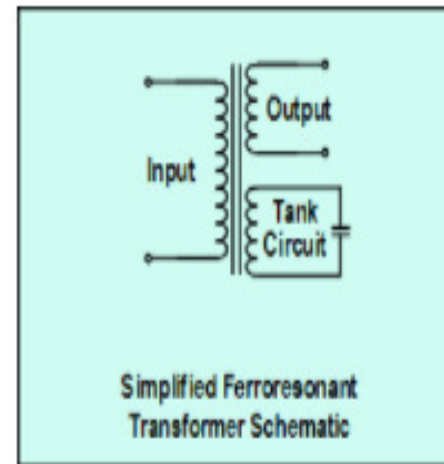 Output
Input
Tank
Circuit
Simplified Ferroresonant
Transformer Schematic